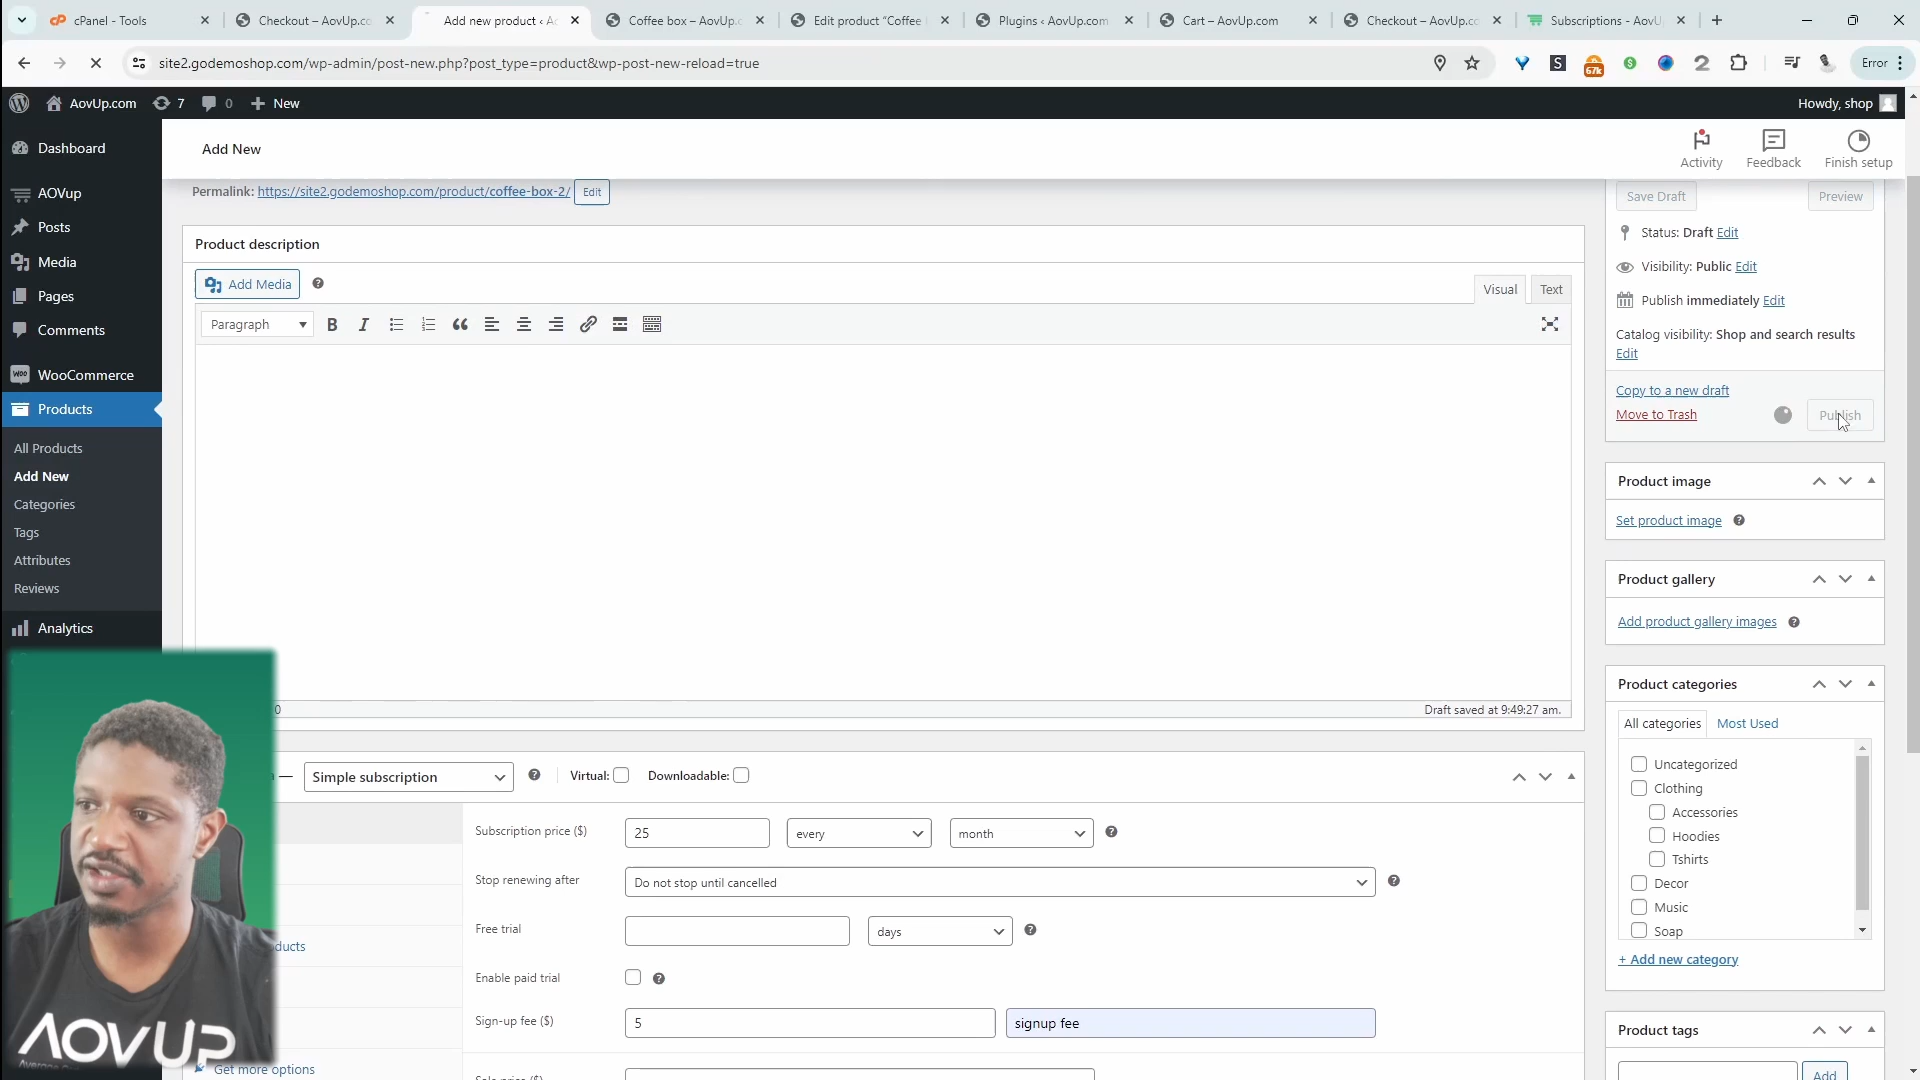 cPanel - Tools
Checkout – AovUp.co
Add new product ‹ A
Coffee box – AovUp.c
Edit product "Coffee
Plugins ‹ AovUp.com
Cart – AovUp.com
Checkout – AovUp.co
Subscriptions - AovU
site2.godemoshop.com/wp-admin/post-new.php?post_type=product&wp-post-new-reload=true
67k
Error
AovUp.com
7
0
New
Howdy, shop
Dashboard
AOVup
Posts
Media
Pages
Comments
WooCommerce
Products
All Products
Add New
Categories
Tags
Attributes
Reviews
Analytics
Add New
Activity
Feedback
Finish setup
Permalink: https://site2.godemoshop.com/product/coffee-box-2/ Edit
Product description
Add Media
Visual
Text
Paragraph
B
I
0
Draft saved at 9:49:27 am.
Simple subscription
Virtual:
Downloadable:
Subscription price ($)
25
every
month
Stop renewing after
Do not stop until cancelled
Free trial
days
Enable paid trial
Sign-up fee ($)
5
signup fee
Get more options
Save Draft
Preview
Status: Draft Edit
Visibility: Public Edit
Publish immediately Edit
Catalog visibility: Shop and search results
Edit
Copy to a new draft
Move to Trash
Publish
Product image
Set product image
Product gallery
Add product gallery images
Product categories
All categories
Most Used
Uncategorized
Clothing
Accessories
Hoodies
Tshirts
Decor
Music
Soap
+ Add new category
Product tags
Add
AOVUP